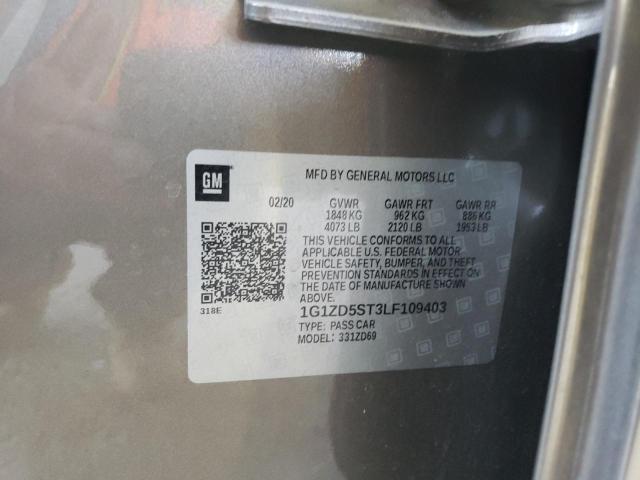 GM
MFD BY GENERAL MOTORS LLC
02/20 GVWR GAWR FRT GAWR RR
1848 KG 962 KG 886 KG
4073 LB 2120 LB 1953 LB
THIS VEHICLE CONFORMS TO ALL
APPLICABLE U.S. FEDERAL MOTOR
VEHICLE SAFETY, BUMPER, AND THEFT
PREVENTION STANDARDS IN EFFECT ON
THE DATE OF MANUFACTURE SHOWN
ABOVE.
318E
1G1ZD5ST3LF109403
TYPE: PASS CAR
MODEL: 331ZD69